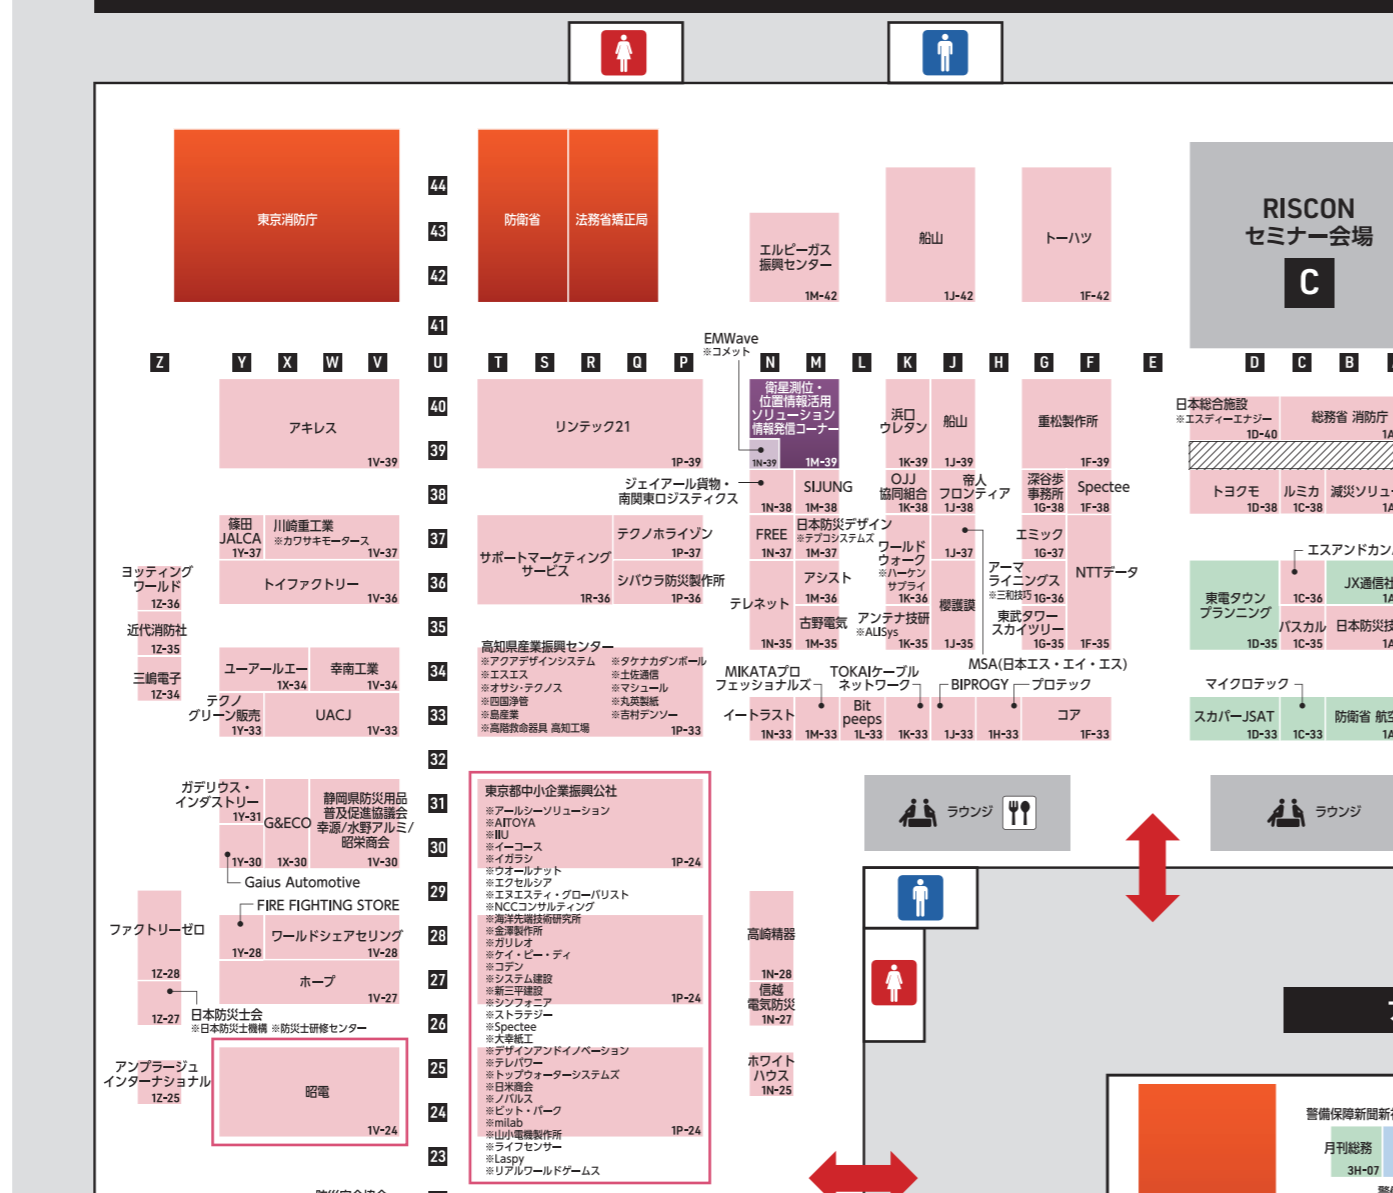 東京消防庁
防衛省
法務省矯正局
エルピーガス
振興センター
1M-42
船山
1J-42
トーハツ
1F-42
RISCON
セミナー会場
C
44
43
42
41
Z
Y
X
W
V
U
T
S
R
Q
P
N
M
L
K
J
H
G
F
E
D
C
B
EMWave
※コメット
40
39
38
37
36
35
34
33
32
31
30
29
28
27
26
25
24
23
アキレス
1V-39
リンテック21
1P-39
衛星測位・
位置情報活用
ソリューション
情報発信コーナー
1N-39
1M-39
浜口
ウレタン
1K-39
船山
1J-39
重松製作所
1F-39
日本総合施設
※エスディーエナジー
1D-40
総務省 消防庁
1A
ジェイアール貨物・
南関東ロジスティクス
1N-38
SIJUNG
1M-38
OJJ
協同組合
1K-38
帝人
フロンティア
1J-38
深谷歩
事務所
1G-38
Spectee
1F-38
トヨクモ
1D-38
ルミカ
1C-38
減災ソリュー
1A
篠田
JALCA
1Y-37
川崎重工業
※カワサキモータース
1V-37
サポートマーケティング
サービス
1R-36
テクノホライゾン
1P-37
FREE
1N-37
日本防災デザイン
※テプコシステムズ
1M-37
ワールド
ウォーク
※ハーケン
サプライ
1K-36
1J-37
エミック
1G-37
エスアンドカン
ヨッティング
ワールド
1Z-36
トイファクトリー
1V-36
シバウラ防災製作所
1P-36
テレネット
1N-35
アシスト
1M-36
櫻護謨
1J-35
アーマ
ライニングス
※三和技巧
1G-36
NTTデータ
1F-35
東電タウン
プランニング
1D-35
1C-36
JX通信社
1A
近代消防社
1Z-35
古野電気
1M-35
アンテナ技研
※ALISys
1K-35
東武タワー
スカイツリー
1G-35
パスカル
1C-35
日本防災技
1A
三嶋電子
1Z-34
ユーアールエー
1X-34
幸南工業
1V-34
高知県産業振興センター
※アクアデザインシステム
※エスエス
※オサシ・テクノス
※四国浄管
※島産業
※高階救命器具 高知工場
※タケナカダンボール
※土佐通信
※マシュール
※丸英製紙
※吉村デンソー
1P-33
MIKATAプロ
フェッショナルズ
TOKAIケーブル
ネットワーク
BIPROGY
MSA(日本エス・エイ・エス)
プロテック
マイクロテック
テクノ
グリーン販売
1Y-33
UACJ
1V-33
イートラスト
1N-33
1M-33
Bit
peeps
1L-33
1K-33
1J-33
1H-33
コア
1F-33
スカパーJSAT
1D-33
1C-33
防衛省 航空
1A
ガデリウス・
インダストリー
1Y-31
1Y-30
G&ECO
1X-30
静岡県防災用品
普及促進協議会
幸源/水野アルミ/
昭栄商会
1V-30
Gaius Automotive
東京都中小企業振興公社
※アールシーソリューション
※AITOYA
※IIU
※イーコース
※イガラシ
※ウオールナット
※エクセルシア
※エヌエスティ・グローバリスト
※NCCコンサルティング
※海洋先端技術研究所
※金澤製作所
※ガリレオ
※ケイ・ピー・ディ
※コデン
※システム建設
※新三平建設
※シンフォニア
※ストラテジー
※Spectee
※大幸紙工
※デザインアンドイノベーション
※テレパワー
※トップウォーターシステムズ
※日米商会
※ノバルス
※ビット・パーク
※milab
※山小電機製作所
※ライフセンサー
※Laspy
※リアルワールドゲームス
1P-24
1P-24
1P-24
ラウンジ
ラウンジ
FIRE FIGHTING STORE
ファクトリーゼロ
1Z-28
1Y-28
ワールドシェアセリング
1V-28
ホープ
1V-27
1Z-27
日本防災士会
※日本防災士機構 ※防災士研修センター
高崎精器
1N-28
信越
電気防災
1N-27
ホワイト
ハウス
1N-25
アンプラージュ
インターナショナル
1Z-25
昭電
1V-24
警備保障新聞新社
月刊総務
3H-07